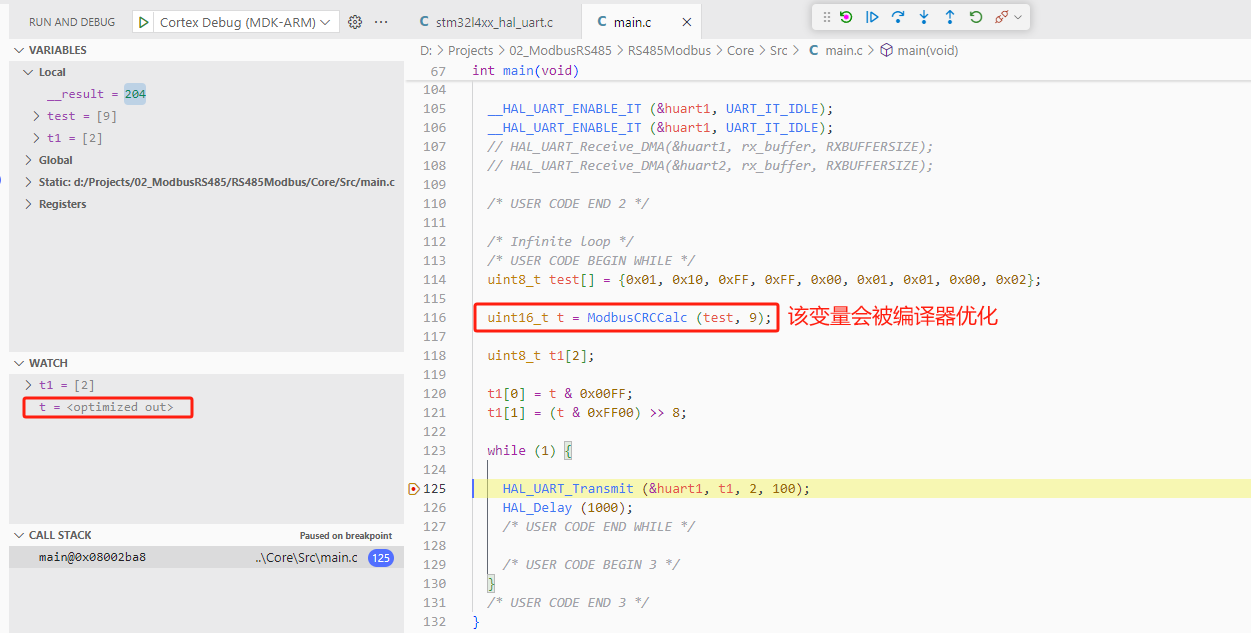 RUN AND DEBUG
Cortex Debug (MDK-ARM)
stm32l4xx_hal_uart.c
main.c
VARIABLES
Local
__result = 204
test = [9]
t1 = [2]
Global
Static: d:/Projects/02_ModbusRS485/RS485Modbus/Core/Src/main.c
Registers
WATCH
t1 = [2]
t = <optimized out>
CALL STACK
Paused on breakpoint
main@0x08002ba8
..\Core\Src\main.c
125
D: > Projects > 02_ModbusRS485 > RS485Modbus > Core > Src > C main.c > main(void)
67 int main(void)
104
105 __HAL_UART_ENABLE_IT (&huart1, UART_IT_IDLE);
106 __HAL_UART_ENABLE_IT (&huart1, UART_IT_IDLE);
107 // HAL_UART_Receive_DMA(&huart1, rx_buffer, RXBUFFERSIZE);
108 // HAL_UART_Receive_DMA(&huart2, rx_buffer, RXBUFFERSIZE);
109
110 /* USER CODE END 2 */
111
112 /* Infinite loop */
113 /* USER CODE BEGIN WHILE */
114 uint8_t test[] = {0x01, 0x10, 0xFF, 0xFF, 0x00, 0x01, 0x01, 0x00, 0x02};
115
116 uint16_t t = ModbusCRCCalc (test, 9); 该变量会被编译器优化
117
118 uint8_t t1[2];
119
120 t1[0] = t & 0x00FF;
121 t1[1] = (t & 0xFF00) >> 8;
122
123 while (1) {
124
125 HAL_UART_Transmit (&huart1, t1, 2, 100);
126 HAL_Delay (1000);
127 /* USER CODE END WHILE */
128
129 /* USER CODE BEGIN 3 */
130 }
131 /* USER CODE END 3 */
132 }